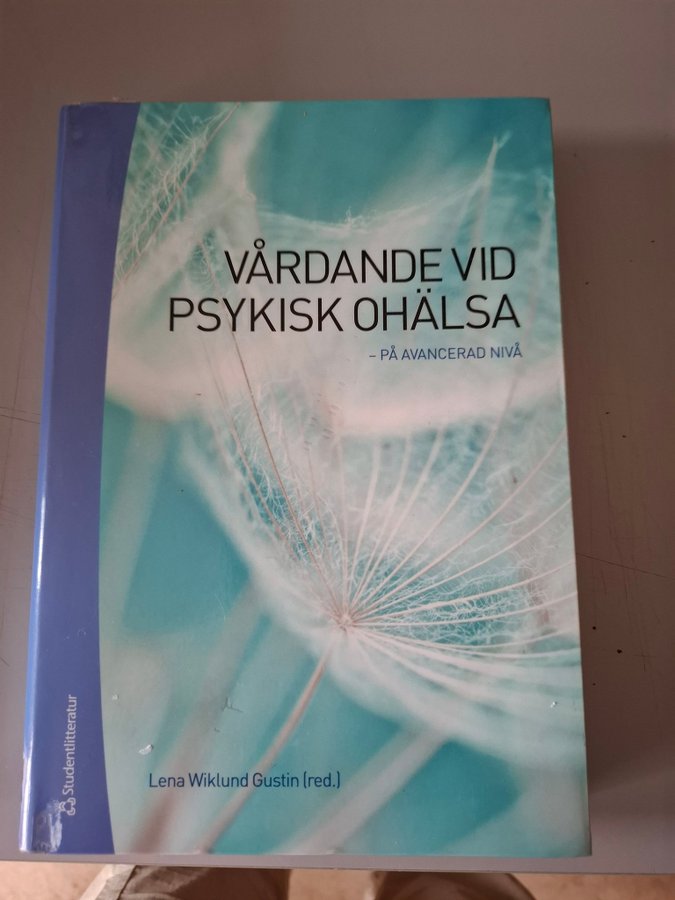 VÅRDANDE VID
PSYKISK OHÄLSA
– PÅ AVANCERAD NIVÅ
Lena Wiklund Gustin (red.)
Studentlitteratur